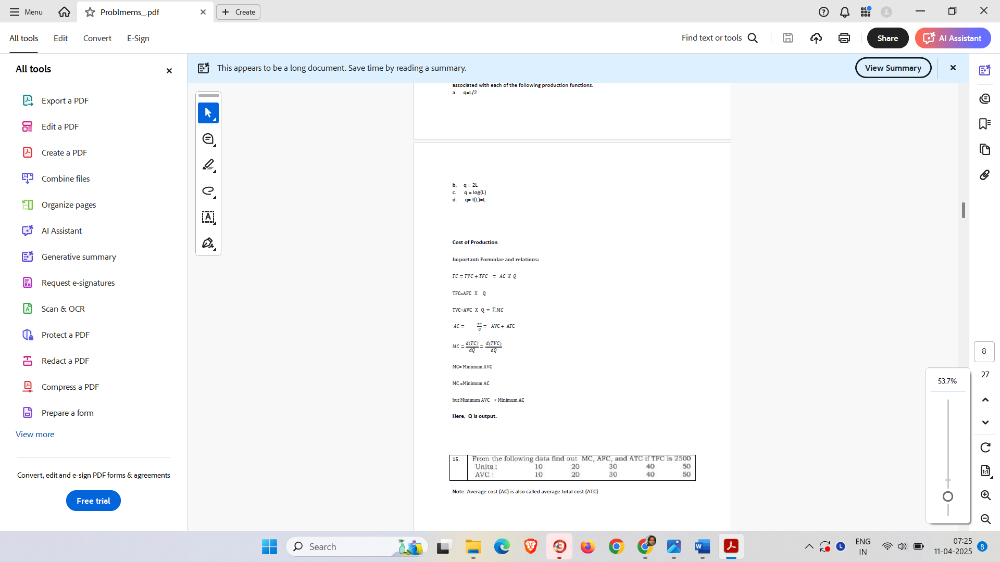 Menu
Problmems_.pdf
Create
All tools
Edit
Convert
E-Sign
Find text or tools
Share
AI Assistant
All tools
This appears to be a long document. Save time by reading a summary.
View Summary
Export a PDF
Edit a PDF
Create a PDF
Combine files
Organize pages
AI Assistant
Generative summary
Request e-signatures
Scan & OCR
Protect a PDF
Redact a PDF
Compress a PDF
Prepare a form
View more
Convert, edit and e-sign PDF forms & agreements
Free trial
associated with each of the following production functions.
a. q=L/2
b. q = 2L
c. q = log(L)
d. q= f(L)=L
Cost of Production
Important: Formulae and relations:
TC = TVC + TFC = AC X Q
TFC=AFC X Q
TVC=AVC X Q = ∑ MC
AC = TC/Q = AVC + AFC
MC = d(TC)/dQ = d(TVC)/dQ
MC= Minimum AVC
MC =Minimum AC
but Minimum AVC ≠ Minimum AC
Here, Q is output.
15. From the following data find out MC, AFC, and ATC if TFC is 2500
Units : 10 20 30 40 50
AVC : 10 20 30 40 50
Note: Average cost (AC) is also called average total cost (ATC)
8
27
53.7%
1:1
Search
ENG
IN
07:25
11-04-2025
8